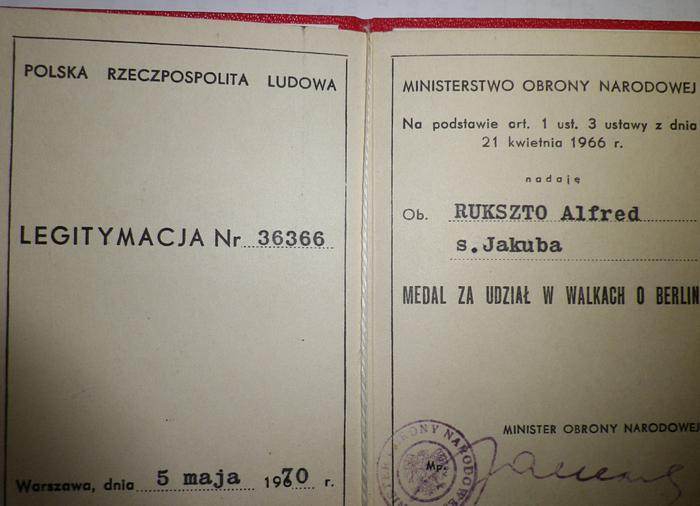 POLSKA RZECZPOSPOLITA LUDOWA
LEGITYMACJA Nr 36366
Warszawa, dnia 5 maja 1970 r.
MINISTERSTWO OBRONY NARODOWEJ
Na podstawie art. 1 ust. 3 ustawy z dnia
21 kwietnia 1966 r.
nadaję
Ob. RUKSZTO Alfred
s.Jakuba
MEDAL ZA UDZIAŁ W WALKACH O BERLIN
MINISTER OBRONY NARODOWEJ
Mp.